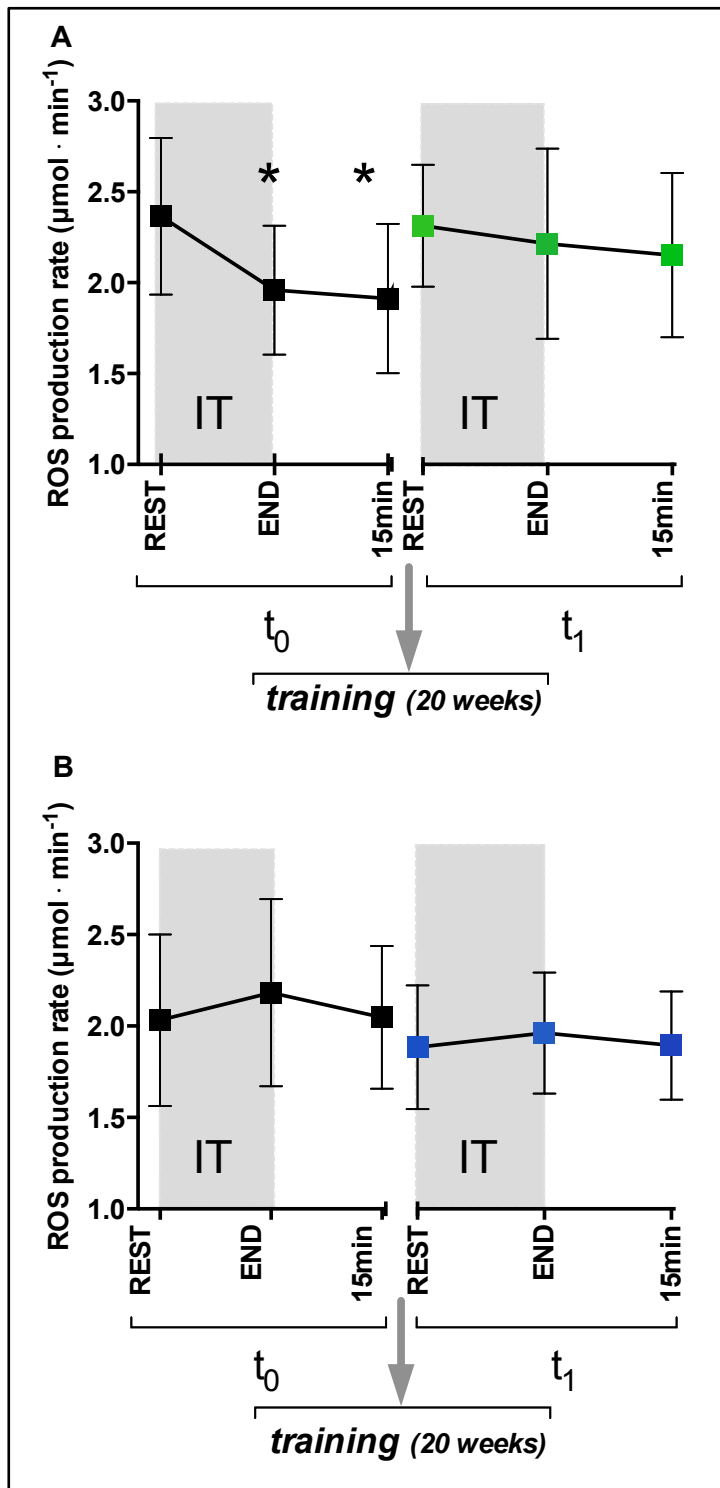 A
ROS production rate (µmol · min⁻¹)
3.0
2.5
2.0
1.5
1.0
* *
IT IT
REST END 15min REST END 15min
t₀ t₁
training (20 weeks)
B
ROS production rate (µmol · min⁻¹)
3.0
2.5
2.0
1.5
1.0
IT IT
REST END 15min REST END 15min
t₀ t₁
training (20 weeks)